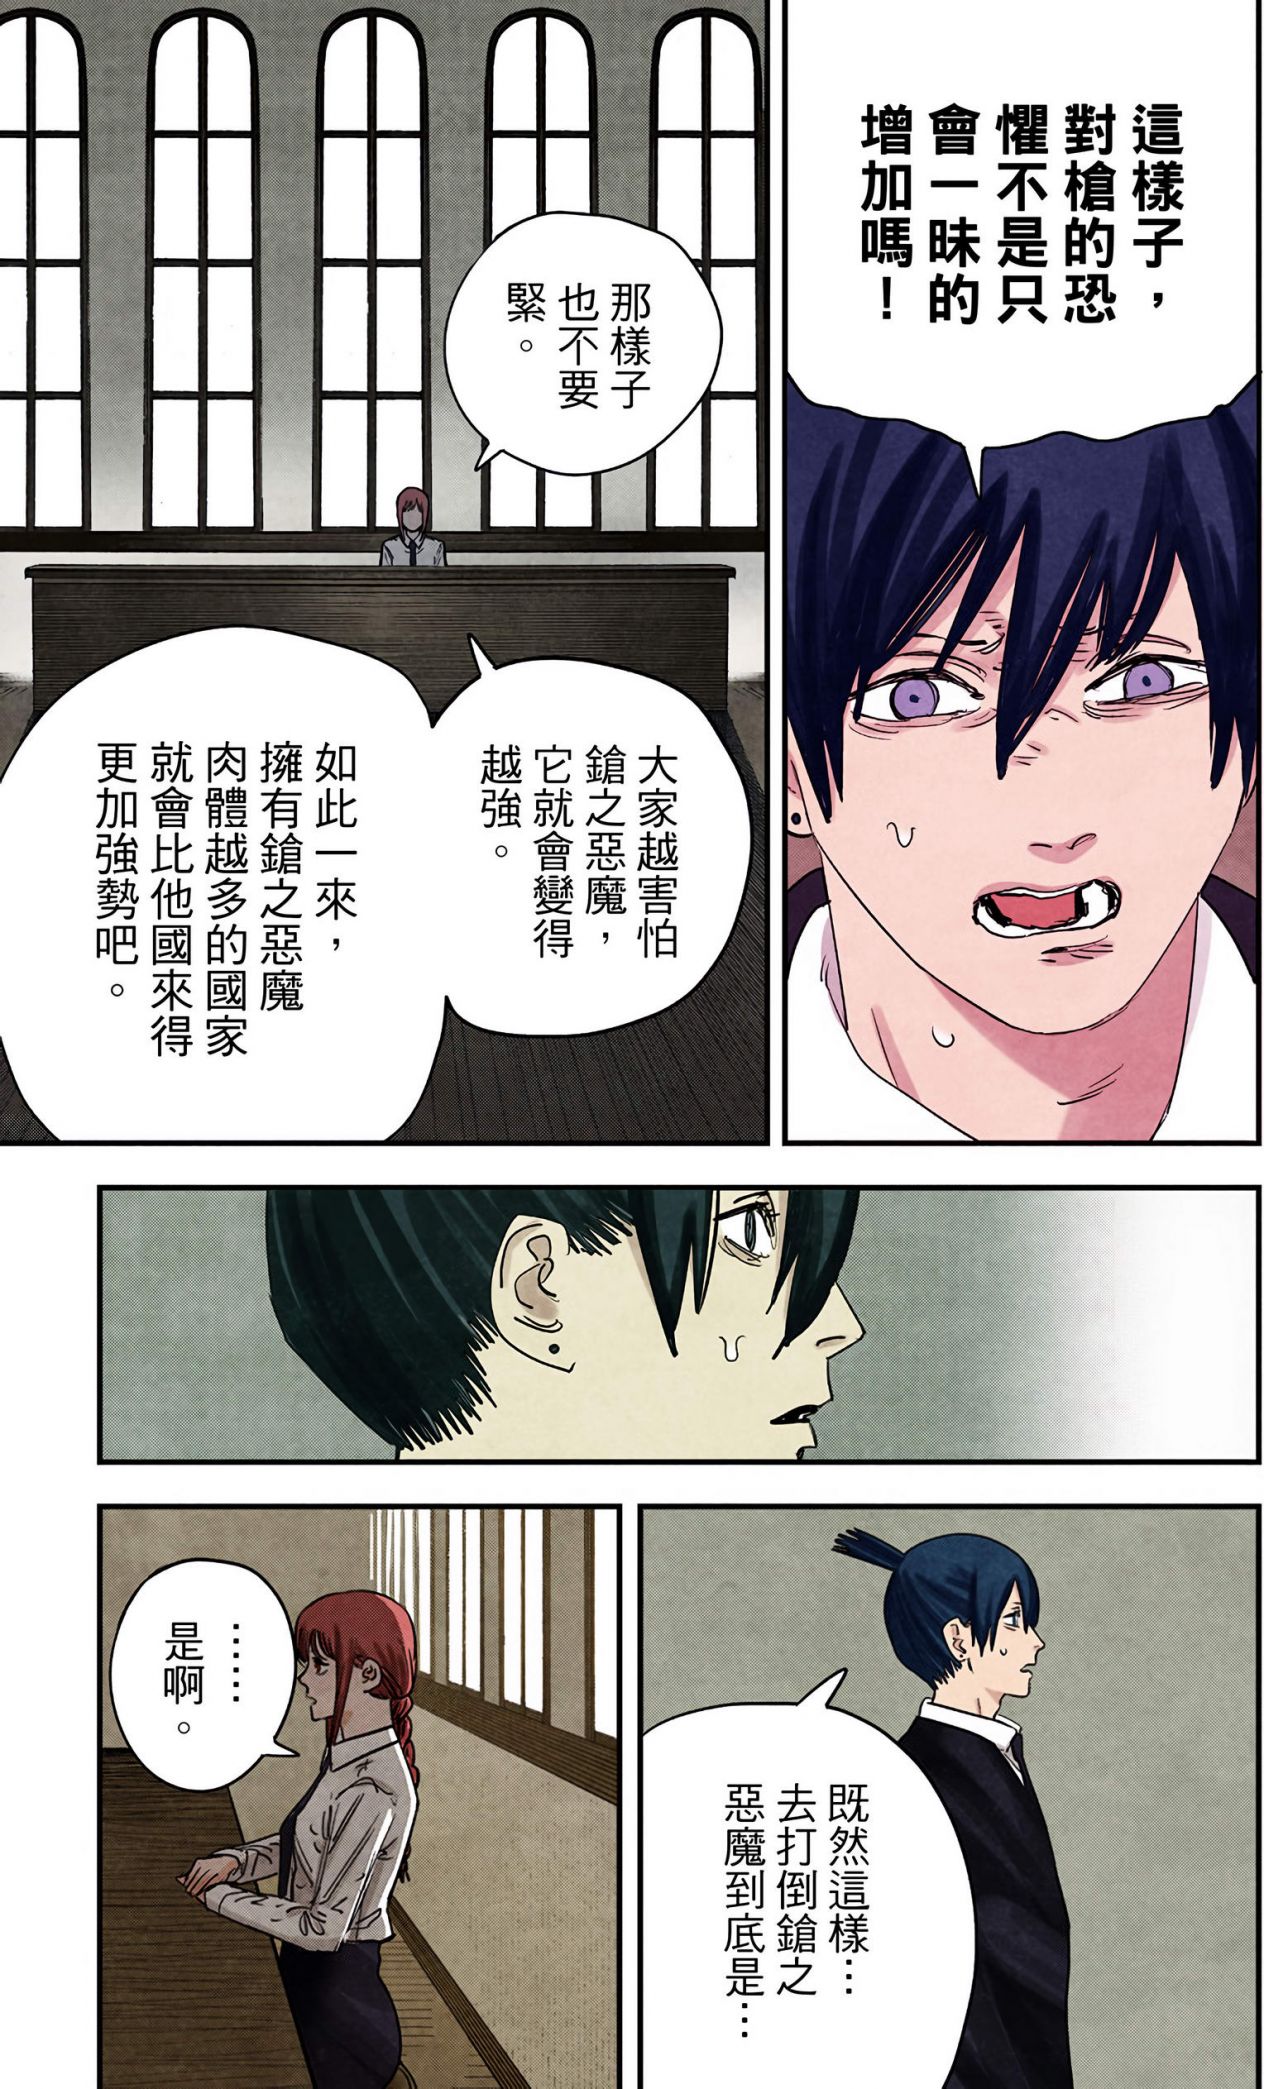 這樣子，
對槍的恐
懼不是只
會一昧的
增加嗎！
那樣子
也不要
緊。
大家越害怕
鎗之惡魔，
它就會變得
越強。
如此一來，
擁有鎗之惡魔
肉體越多的國家
就會比他國來得
更加強勢吧。
既然這樣…
去打倒鎗之
惡魔到底是…
……
是啊。